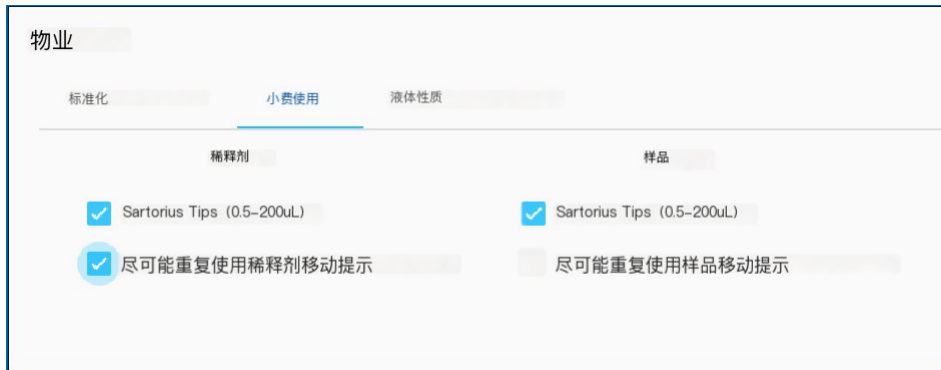 物业
标准化 小费使用 液体性质
稀释剂 样品
Sartorius Tips (0.5–200uL) Sartorius Tips (0.5–200uL)
尽可能重复使用稀释剂移动提示 尽可能重复使用样品移动提示